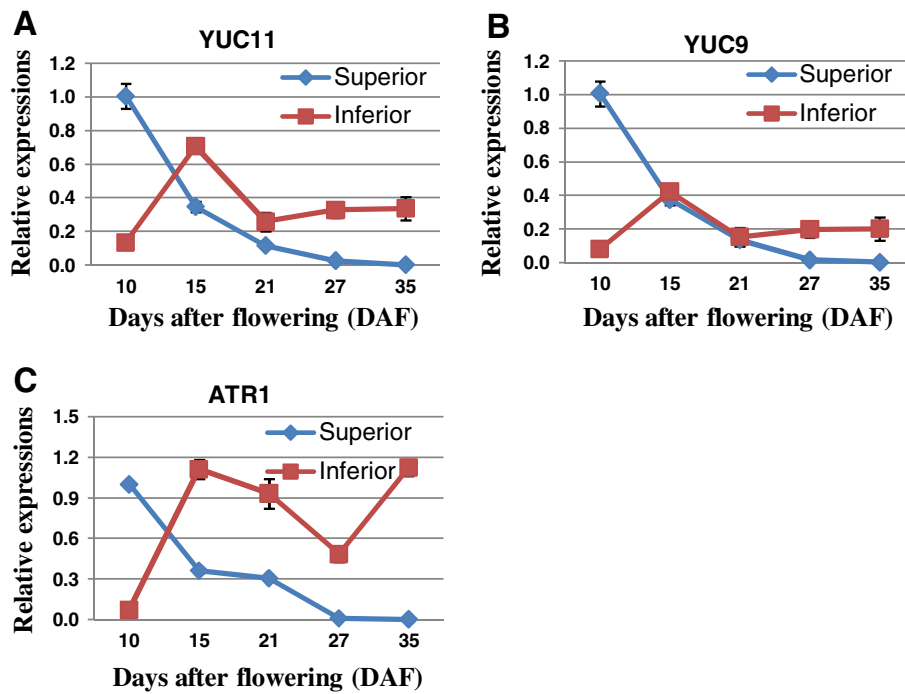 A
YUC11
Relative expressions
1.2
1.0
0.8
0.6
0.4
0.2
0.0
Superior
Inferior
10 15 21 27 35
Days after flowering (DAF)
B
YUC9
Relative expressions
1.2
1.0
0.8
0.6
0.4
0.2
0.0
Superior
Inferior
10 15 21 27 35
Days after flowering (DAF)
C
ATR1
Relative expressions
1.5
1.2
0.9
0.6
0.3
0.0
Superior
Inferior
10 15 21 27 35
Days after flowering (DAF)